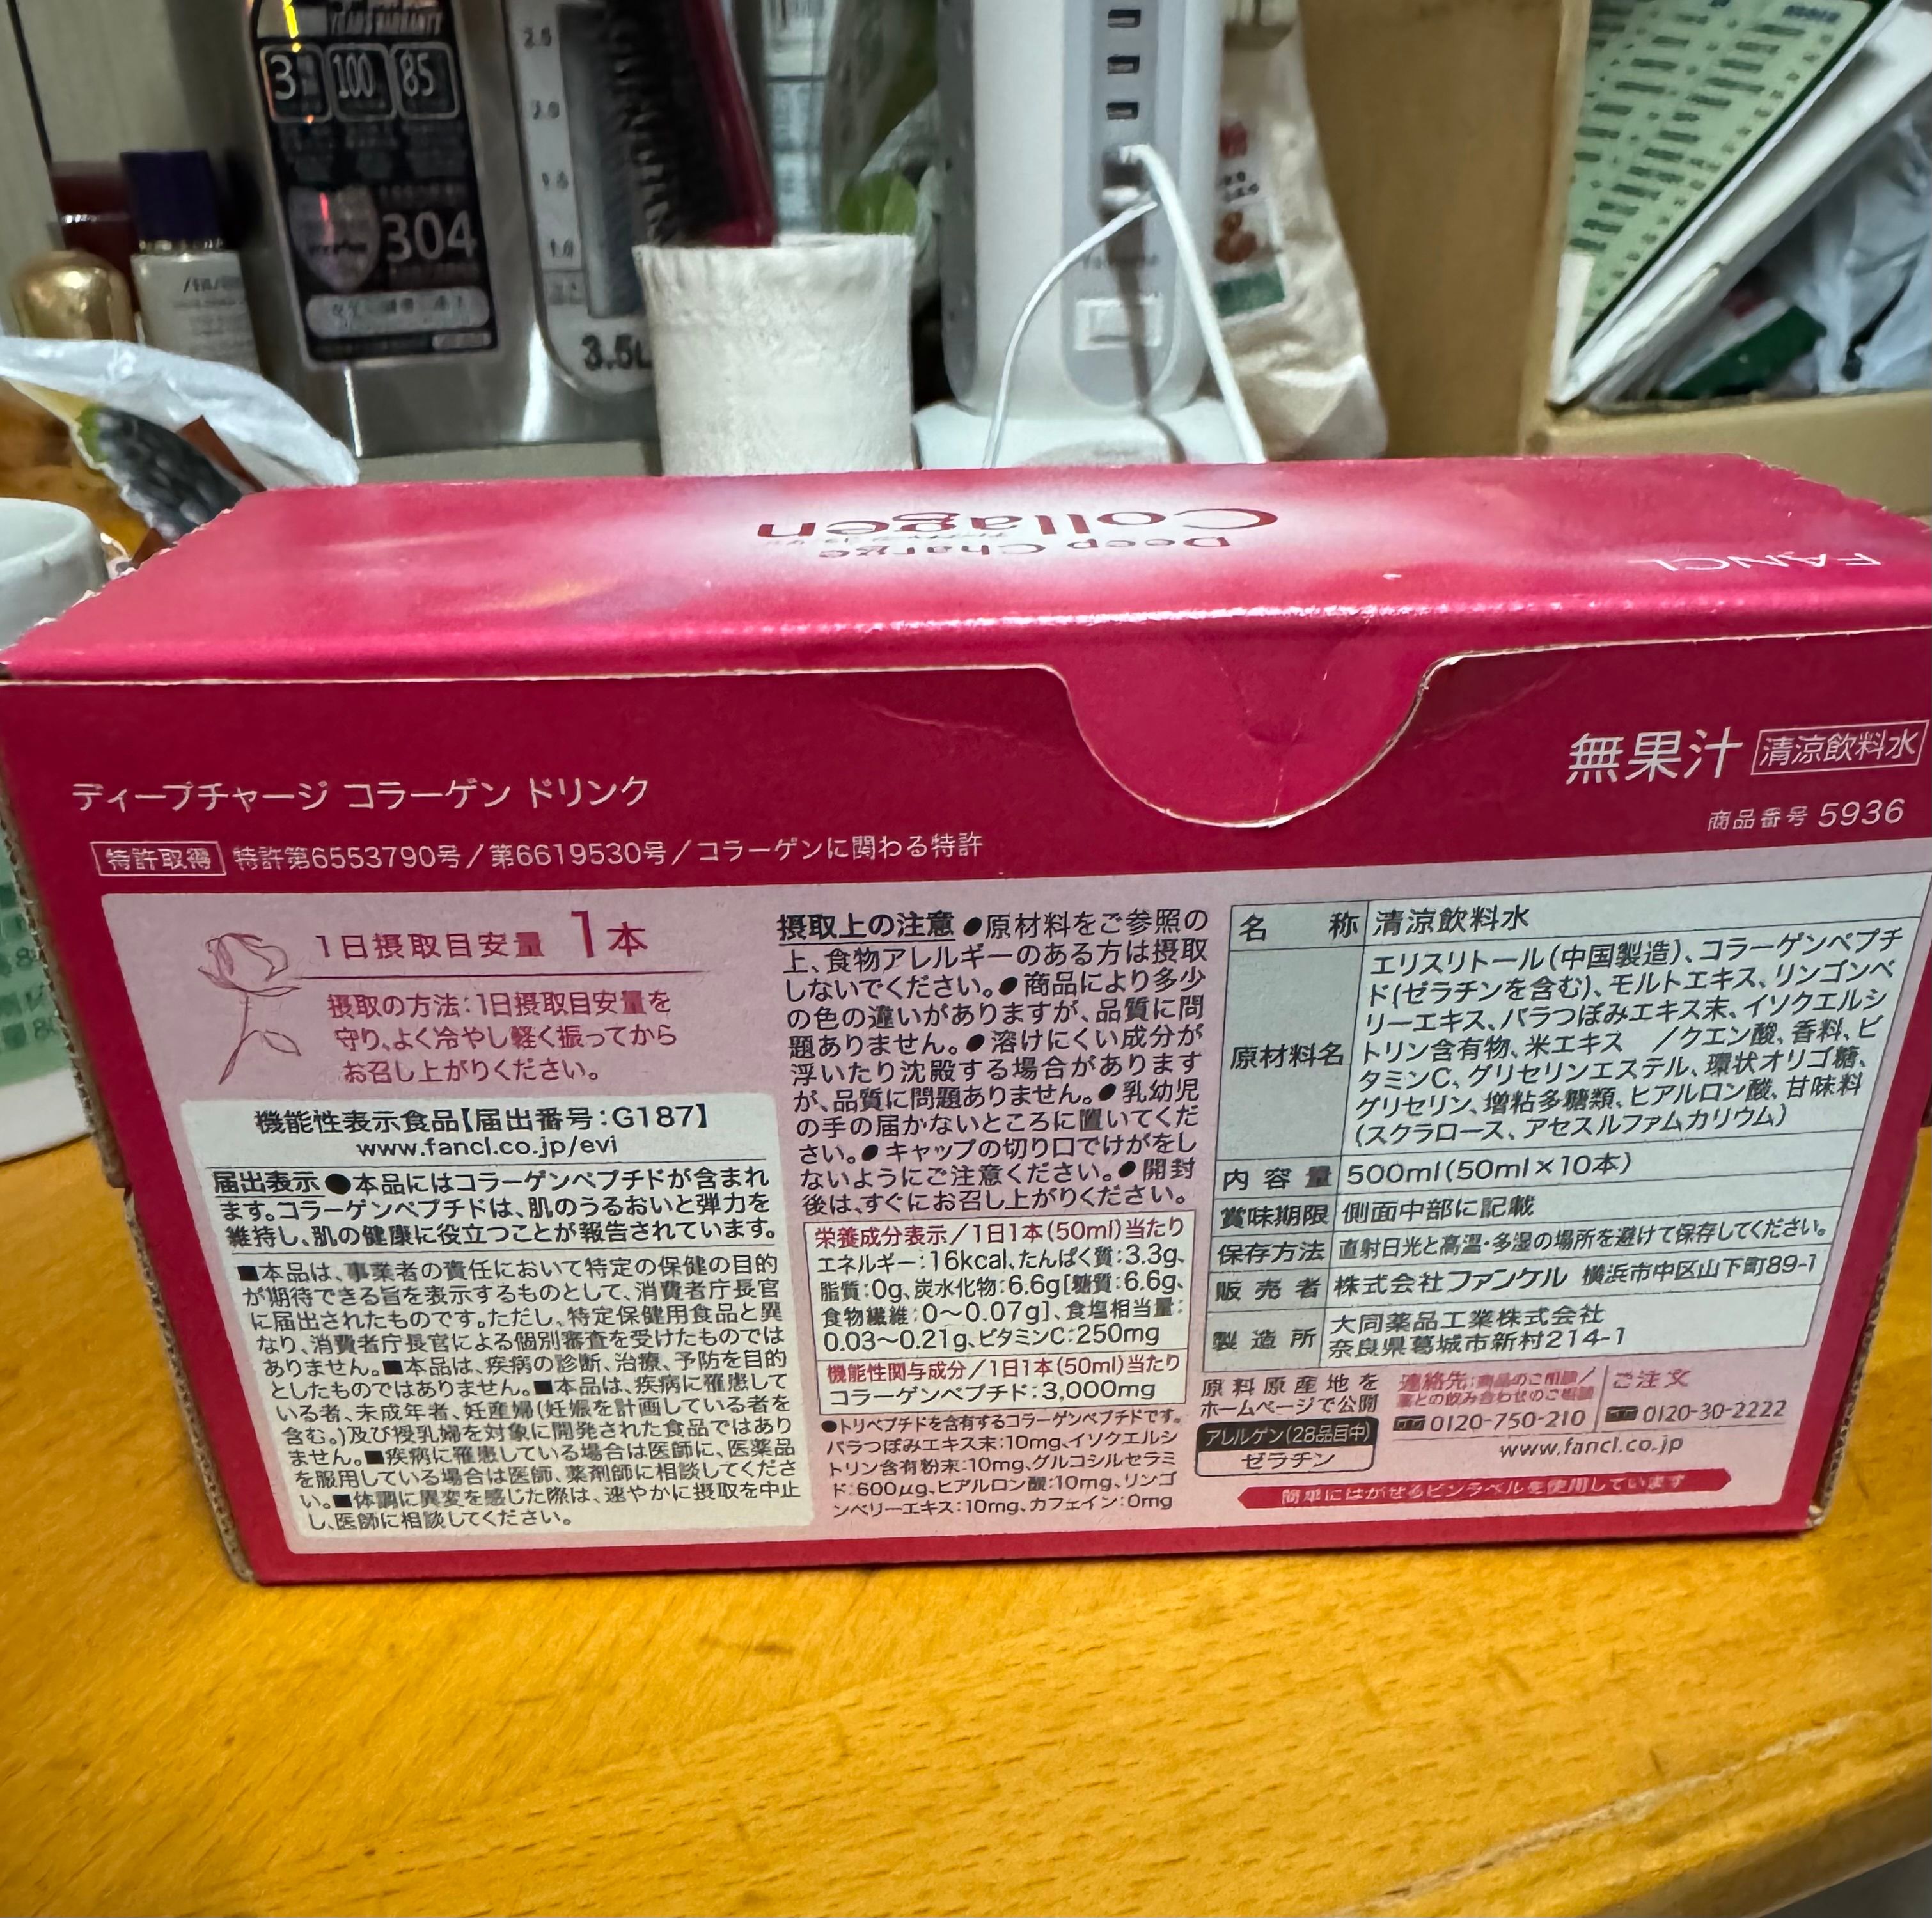 YEARS WARRANTY
3
100
85
304
2.5
2.0
1.5
1.0
3.5L
Deep Charge
Collagen
FANCL
ディープチャージ コラーゲン ドリンク
無果汁 清涼飲料水
商品番号 5936
特許取得 特許第6553790号/第6619530号/コラーゲンに関わる特許
1日摂取目安量 1本
摂取の方法:1日摂取目安量を
守り、よく冷やし軽く振ってから
お召し上がりください。
機能性表示食品【届出番号:G187】
www.fancl.co.jp/evi
届出表示 ●本品にはコラーゲンペプチドが含まれ
ます。コラーゲンペプチドは、肌のうるおいと弾力を
維持し、肌の健康に役立つことが報告されています。
■本品は、事業者の責任において特定の保健の目的
が期待できる旨を表示するものとして、消費者庁長官
に届出されたものです。ただし、特定保健用食品と異
なり、消費者庁長官による個別審査を受けたものでは
ありません。■本品は、疾病の診断、治療、予防を目的
としたものではありません。■本品は、疾病に罹患して
いる者、未成年者、妊産婦(妊娠を計画している者を
含む。)及び授乳婦を対象に開発された食品ではあり
ません。■疾病に罹患している場合は医師に、医薬品
を服用している場合は医師、薬剤師に相談してくださ
い。■体調に異変を感じた際は、速やかに摂取を中止
し、医師に相談してください。
摂取上の注意 ●原材料をご参照の
上、食物アレルギーのある方は摂取
しないでください。●商品により多少
の色の違いがありますが、品質に問
題ありません。●溶けにくい成分が
浮いたり沈殿する場合があります
が、品質に問題ありません。●乳幼児
の手の届かないところに置いてくだ
さい。●キャップの切り口でけがをし
ないようにご注意ください。●開封
後は、すぐにお召し上がりください。
栄養成分表示/1日1本(50ml)当たり
エネルギー:16kcal、たんぱく質:3.3g、
脂質:0g、炭水化物:6.6g[糖質:6.6g、
食物繊維:0～0.07g]、食塩相当量:
0.03～0.21g、ビタミンC:250mg
機能性関与成分/1日1本(50ml)当たり
コラーゲンペプチド:3,000mg
●トリペプチドを含有するコラーゲンペプチドです。
バラつぼみエキス末:10mg、イソクエルシ
トリン含有粉末:10mg、グルコシルセラミ
ド:600μg、ヒアルロン酸:10mg、リンゴ
ンベリーエキス:10mg、カフェイン:0mg
名称 清涼飲料水
原材料名 エリスリトール(中国製造)、コラーゲンペプチ
ド(ゼラチンを含む)、モルトエキス、リンゴンベ
リーエキス、バラつぼみエキス末、イソクエルシ
トリン含有物、米エキス /クエン酸、香料、ビ
タミンC、グリセリンエステル、環状オリゴ糖、
グリセリン、増粘多糖類、ヒアルロン酸、甘味料
(スクラロース、アセスルファムカリウム)
内容量 500ml(50ml×10本)
賞味期限 側面中部に記載
保存方法 直射日光と高温・多湿の場所を避けて保存してください。
販売者 株式会社ファンケル 横浜市中区山下町89-1
製造所 大同薬品工業株式会社
奈良県葛城市新村214-1
原料原産地を
ホームページで公開
アレルゲン(28品目中)
ゼラチン
連絡先:商品のご相談/
薬との飲み合わせのご相談
0120-750-210
ご注文
0120-30-2222
www.fancl.co.jp
簡単にはがせるビンラベルを使用しています